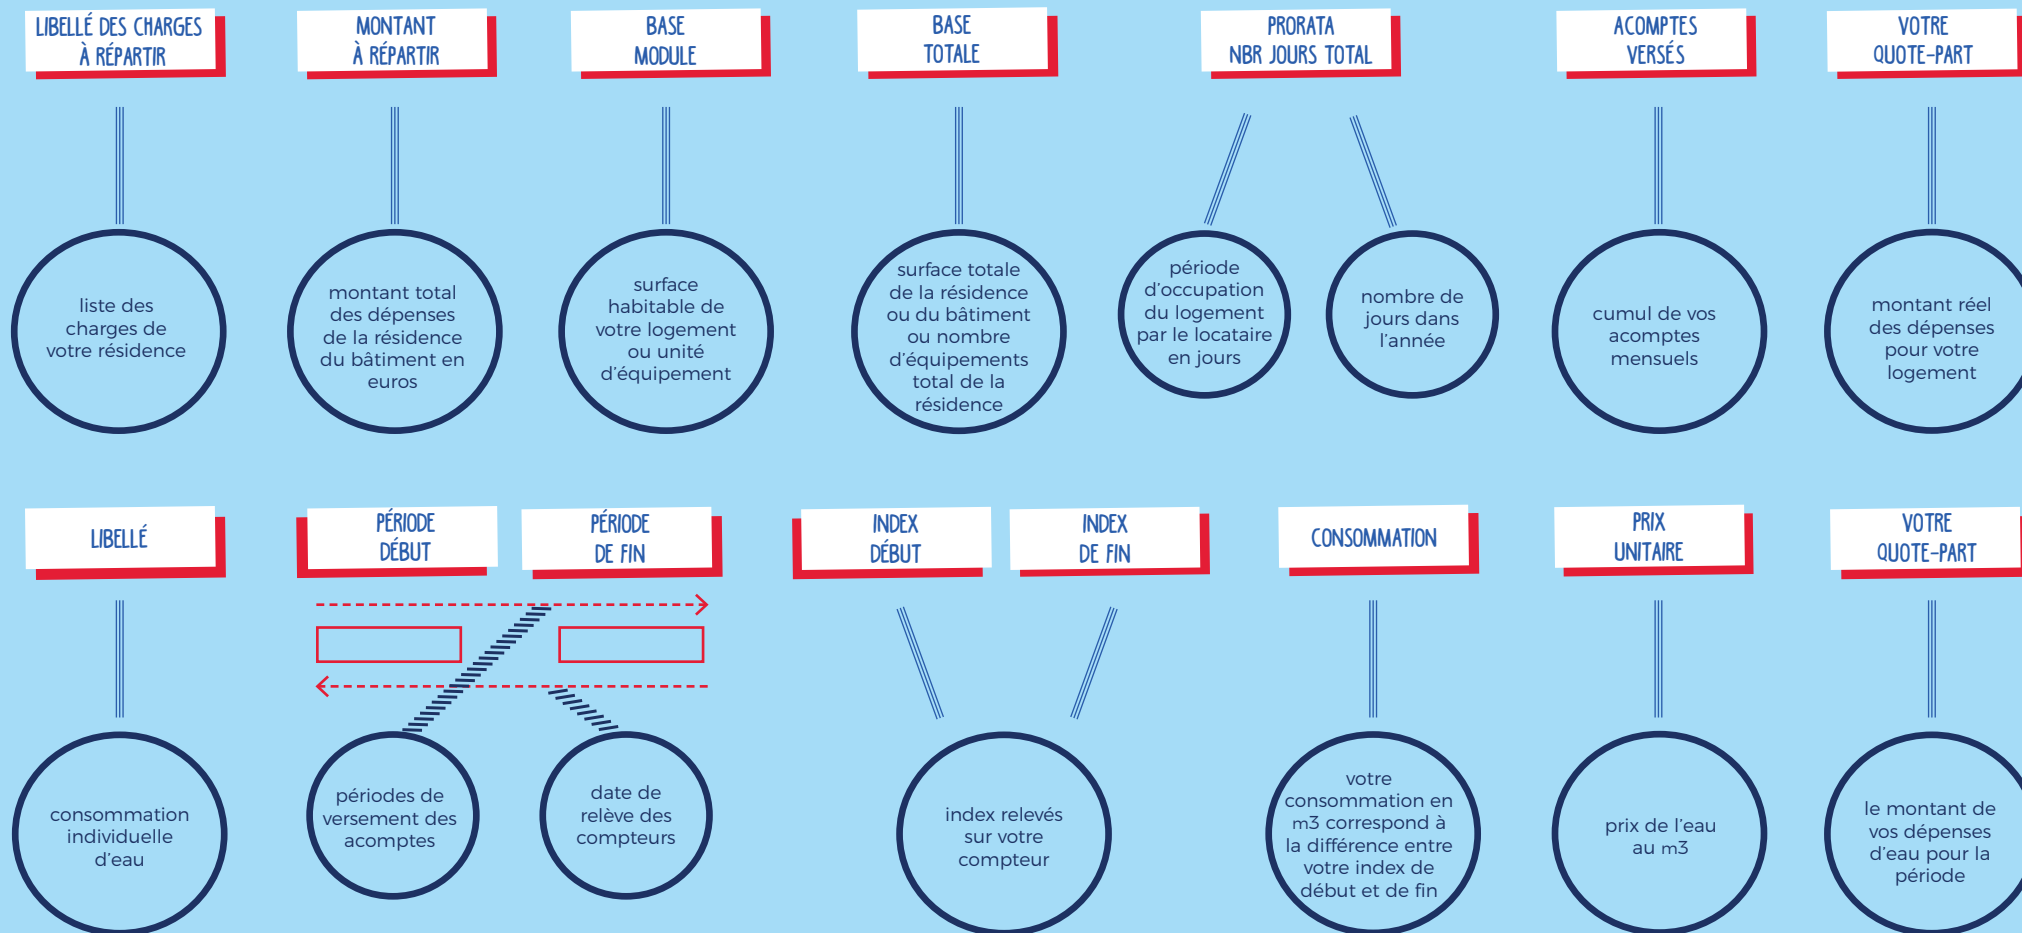 LIBELLÉ DES CHARGES
À RÉPARTIR
MONTANT
À RÉPARTIR
BASE
MODULE
BASE
TOTALE
PRORATA
NBR JOURS TOTAL
ACOMPTES
VERSÉS
VOTRE
QUOTE-PART
liste des
charges de
votre résidence
montant total
des dépenses
de la résidence
du bâtiment en
euros
surface
habitable de
votre logement
ou unité
d'équipement
surface totale
de la résidence
ou du bâtiment
ou nombre
d'équipements
total de la
résidence
période
d'occupation
du logement
par le locataire
en jours
nombre de
jours dans
l'année
cumul de vos
acomptes
mensuels
montant réel
des dépenses
pour votre
logement
LIBELLÉ
PÉRIODE
DÉBUT
PÉRIODE
DE FIN
INDEX
DÉBUT
INDEX
DE FIN
CONSOMMATION
PRIX
UNITAIRE
VOTRE
QUOTE-PART
consommation
individuelle
d'eau
périodes de
versement des
acomptes
date de
relève des
compteurs
index relevés
sur votre
compteur
votre
consommation en
m3 correspond à
la différence entre
votre index de
début et de fin
prix de l'eau
au m3
le montant de
vos dépenses
d'eau pour la
période